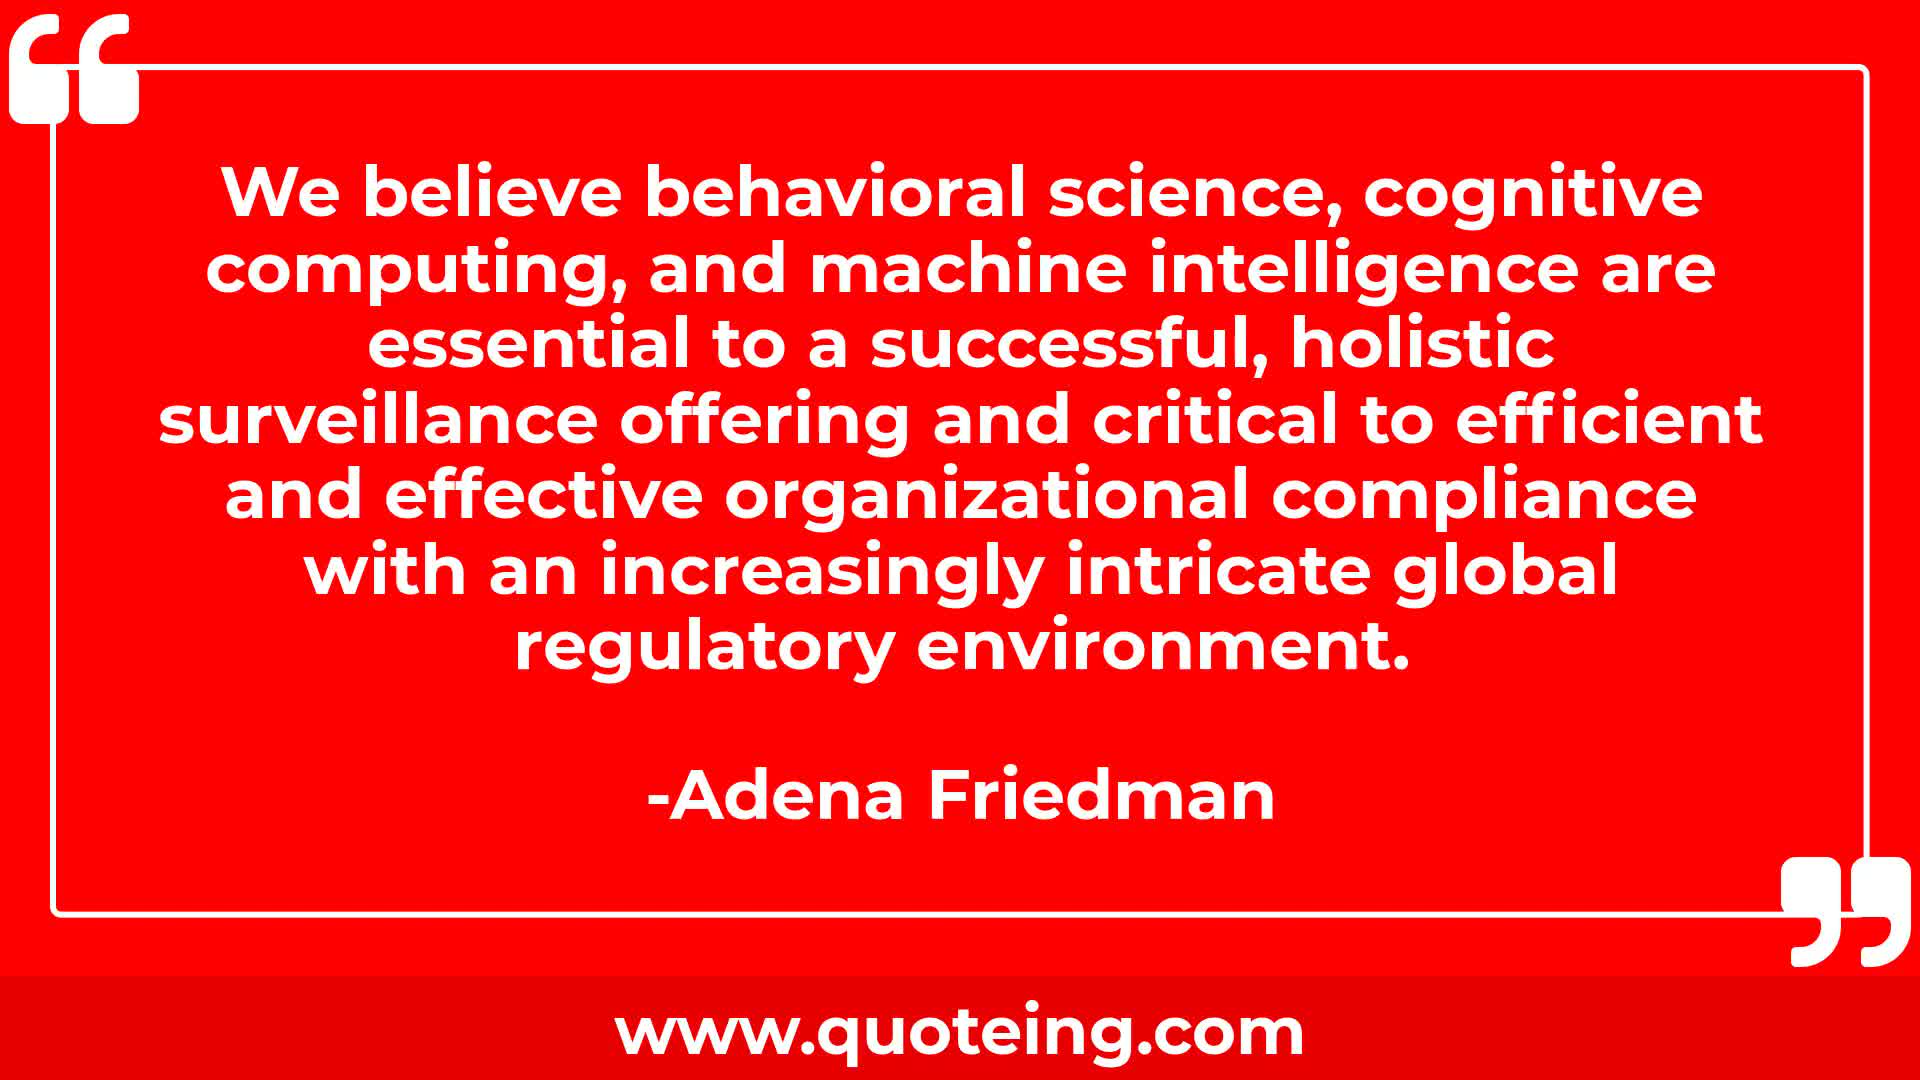 We believe behavioral science, cognitive
computing, and machine intelligence are
essential to a successful, holistic
surveillance offering and critical to efficient
and effective organizational compliance
with an increasingly intricate global
regulatory environment.
-Adena Friedman
www.quoteing.com